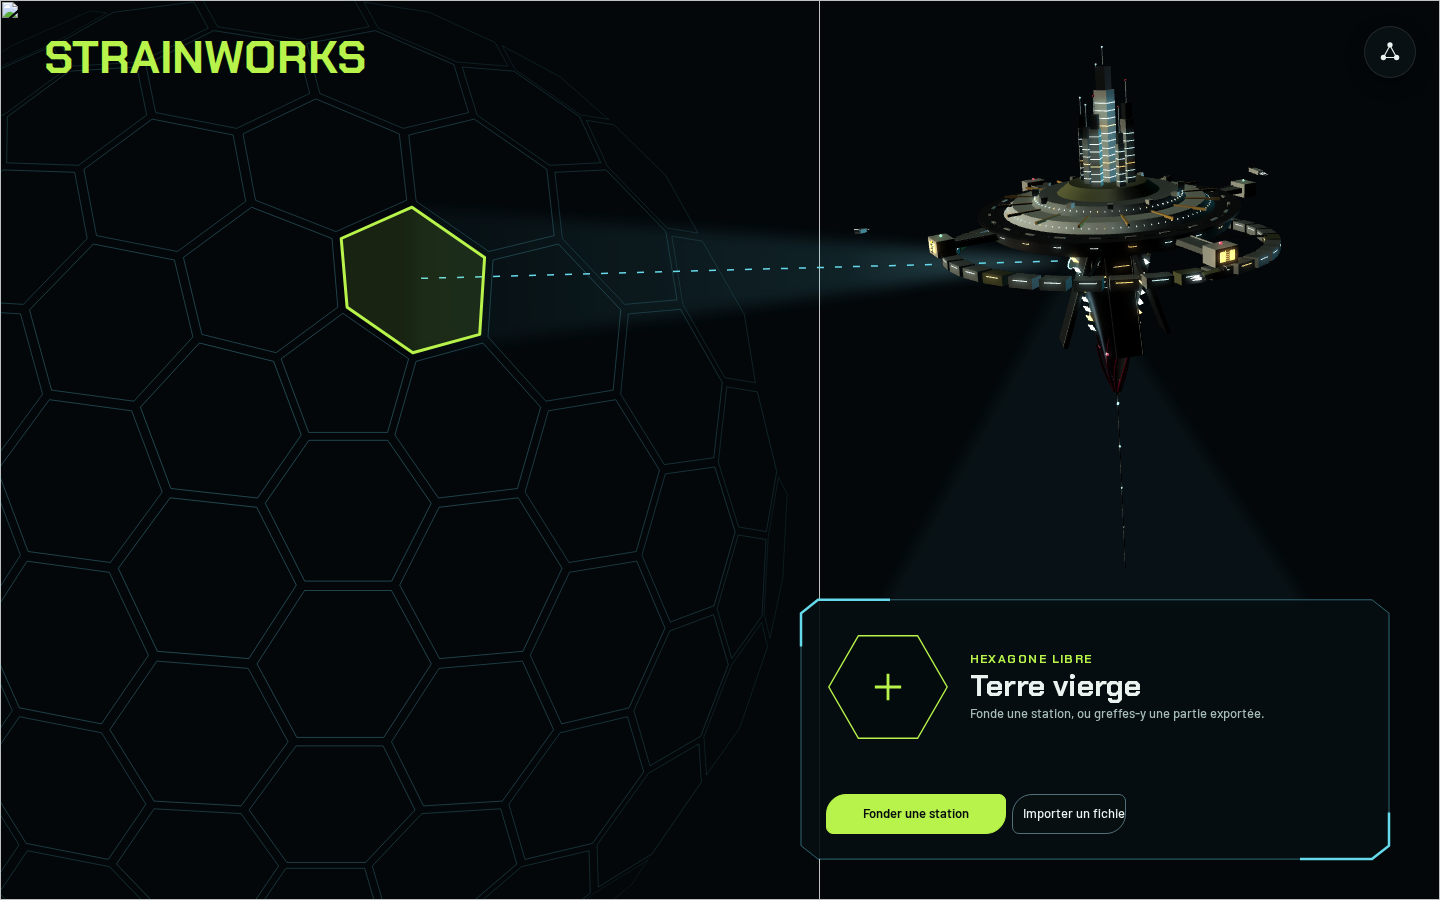 STRAINWORKS
HEXAGONE LIBRE
Terre vierge
Fonde une station, ou greffes-y une partie exportée.
Fonder une station
Importer un fichie